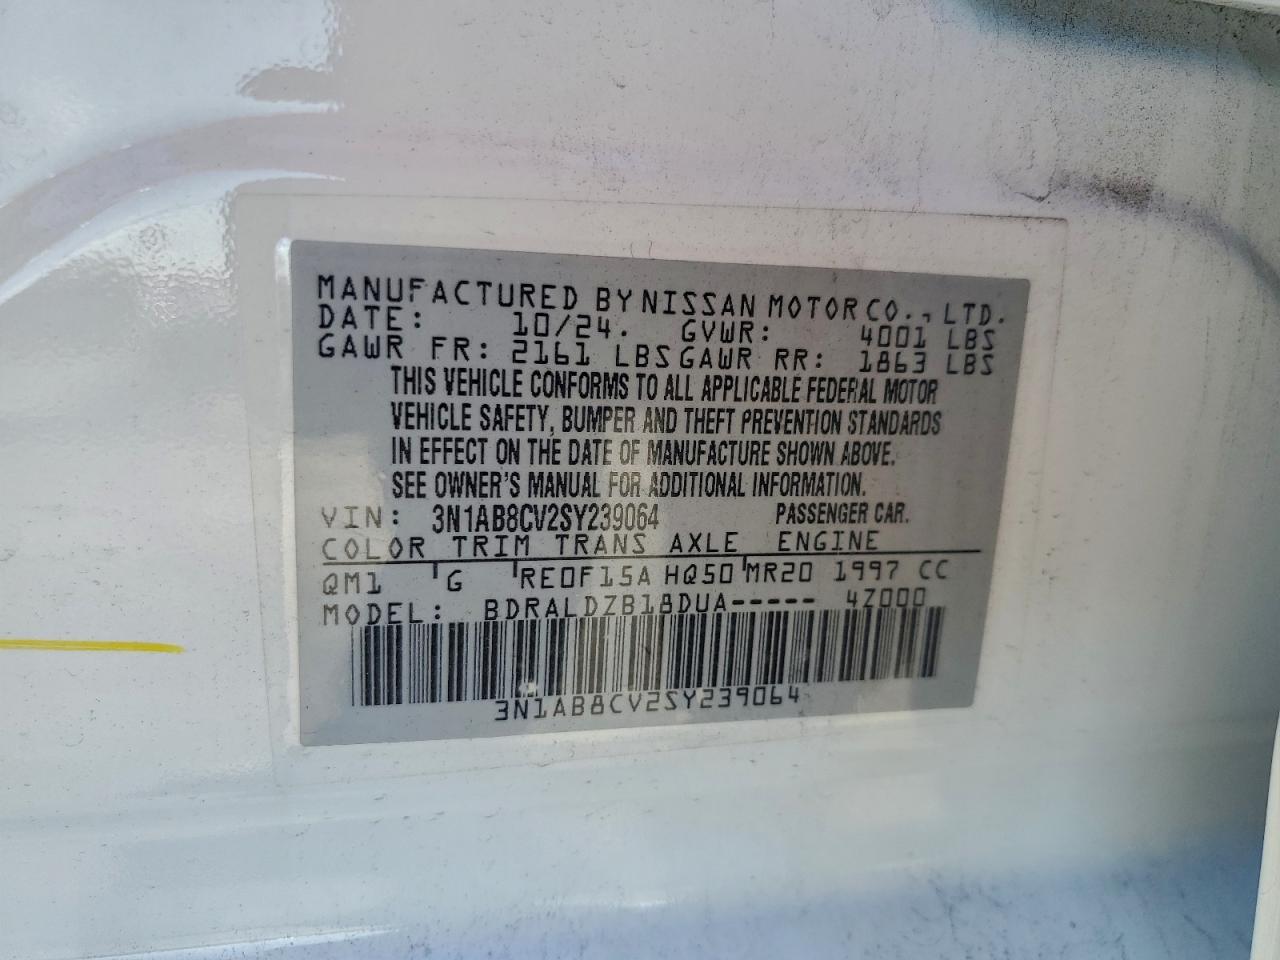 MANUFACTURED BY NISSAN MOTOR CO., LTD.
DATE: 10/24. GVWR: 4001 LBS
GAWR FR: 2161 LBS GAWR RR: 1863 LBS
THIS VEHICLE CONFORMS TO ALL APPLICABLE FEDERAL MOTOR
VEHICLE SAFETY, BUMPER AND THEFT PREVENTION STANDARDS
IN EFFECT ON THE DATE OF MANUFACTURE SHOWN ABOVE.
SEE OWNER'S MANUAL FOR ADDITIONAL INFORMATION.
VIN: 3N1AB8CV2SY239064 PASSENGER CAR.
COLOR TRIM TRANS AXLE ENGINE
QM1 G RE0F15A HQ50 MR20 1997 CC
MODEL: BDRALDZB18DUA----- 4Z000
3N1AB8CV2SY239064